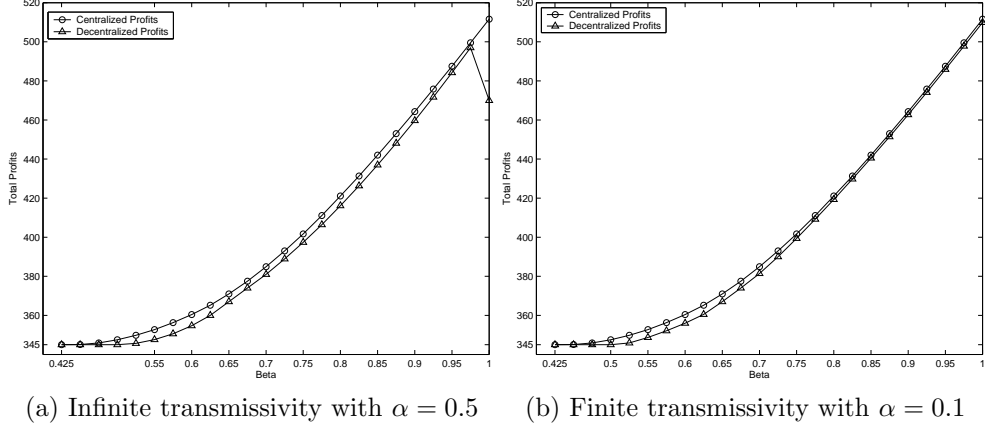 520
500
480
460
440
420
400
380
360
345
Total Profits
Centralized Profits
Decentralized Profits
0.425 0.55 0.6 0.65 0.7 0.75 0.8 0.85 0.9 0.95 1
Beta
(a) Infinite transmissivity with α = 0.5
520
500
480
460
440
420
400
380
360
345
Total Profits
Centralized Profits
Decentralized Profits
0.425 0.5 0.55 0.6 0.65 0.7 0.75 0.8 0.85 0.9 0.95 1
Beta
(b) Finite transmissivity with α = 0.1